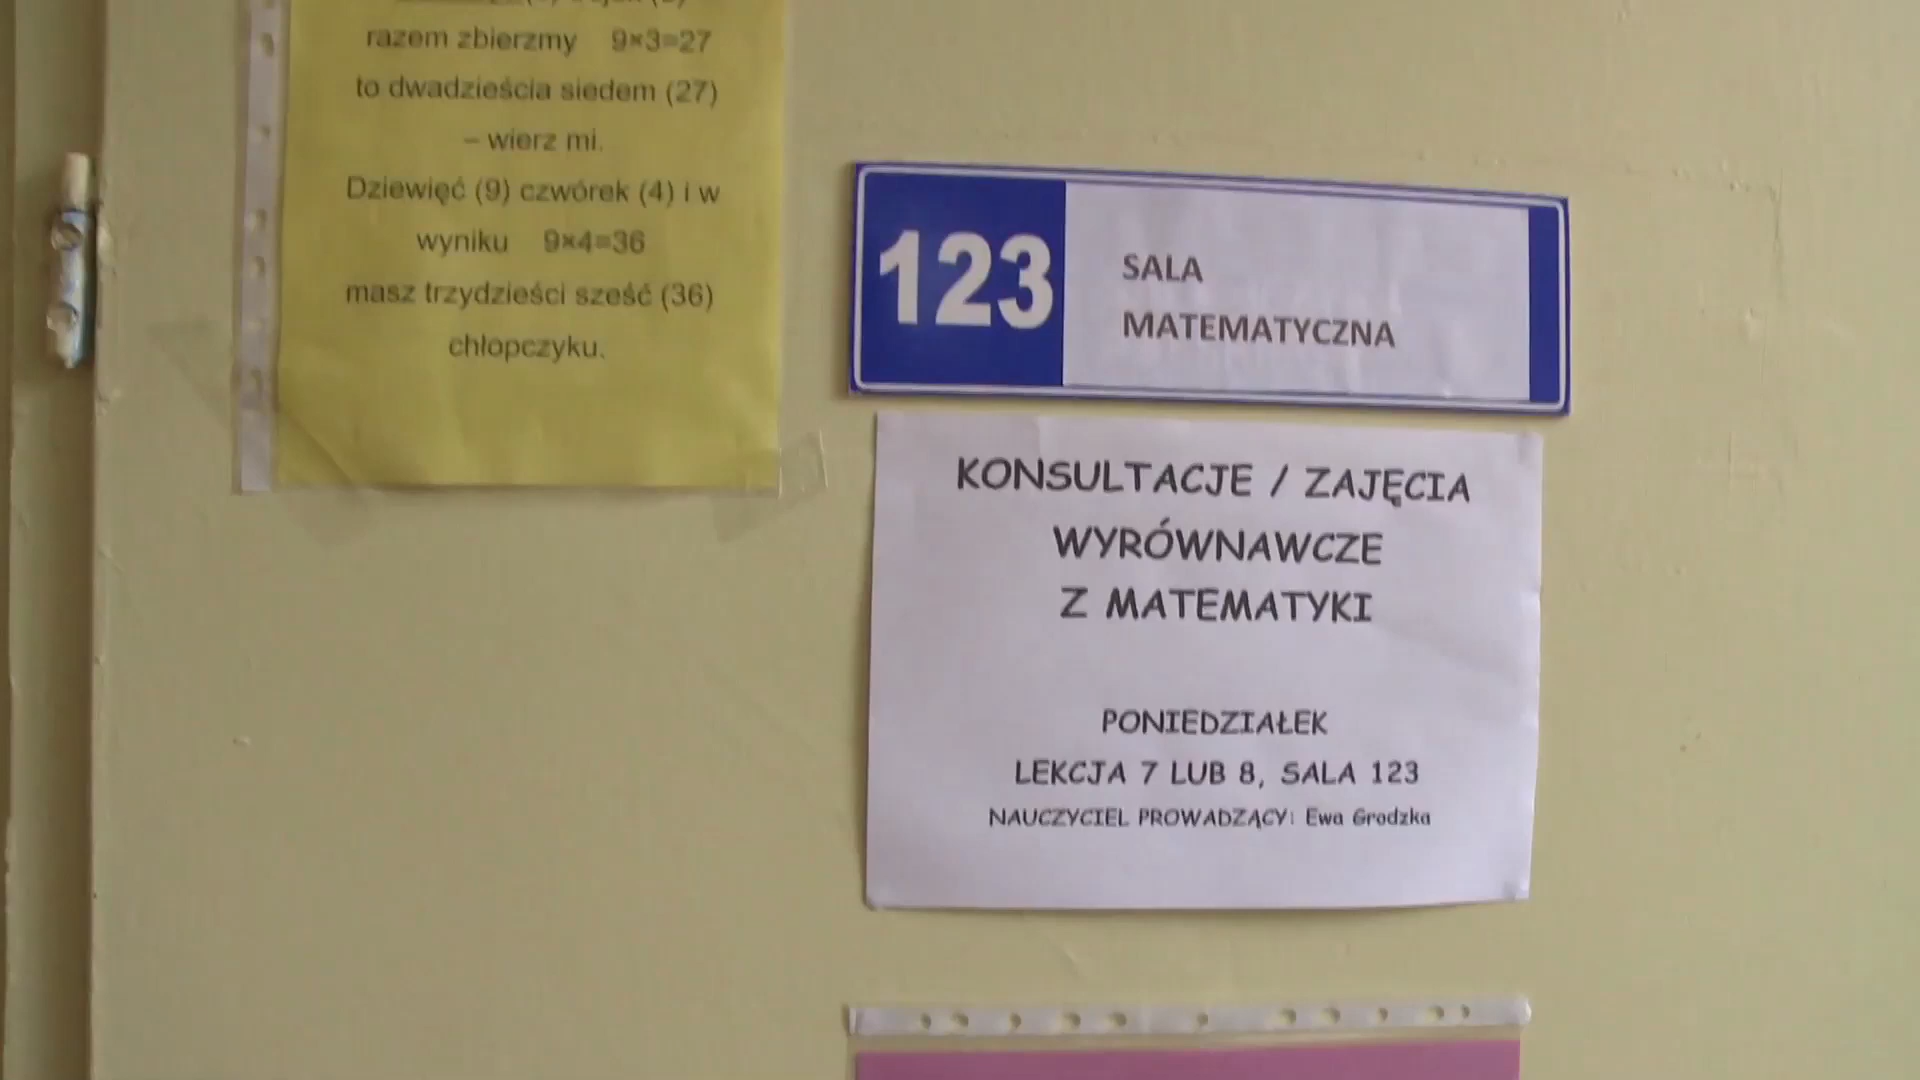 razem zbierzmy 9×3=27
to dwadzieścia siedem (27)
– wierz mi.
Dziewięć (9) czwórek (4) i w
wyniku 9×4=36
masz trzydzieści sześć (36)
chłopczyku.
123
SALA
MATEMATYCZNA
KONSULTACJE / ZAJĘCIA
WYRÓWNAWCZE
Z MATEMATYKI
PONIEDZIAŁEK
LEKCJA 7 LUB 8, SALA 123
NAUCZYCIEL PROWADZĄCY: Ewa Grodzka